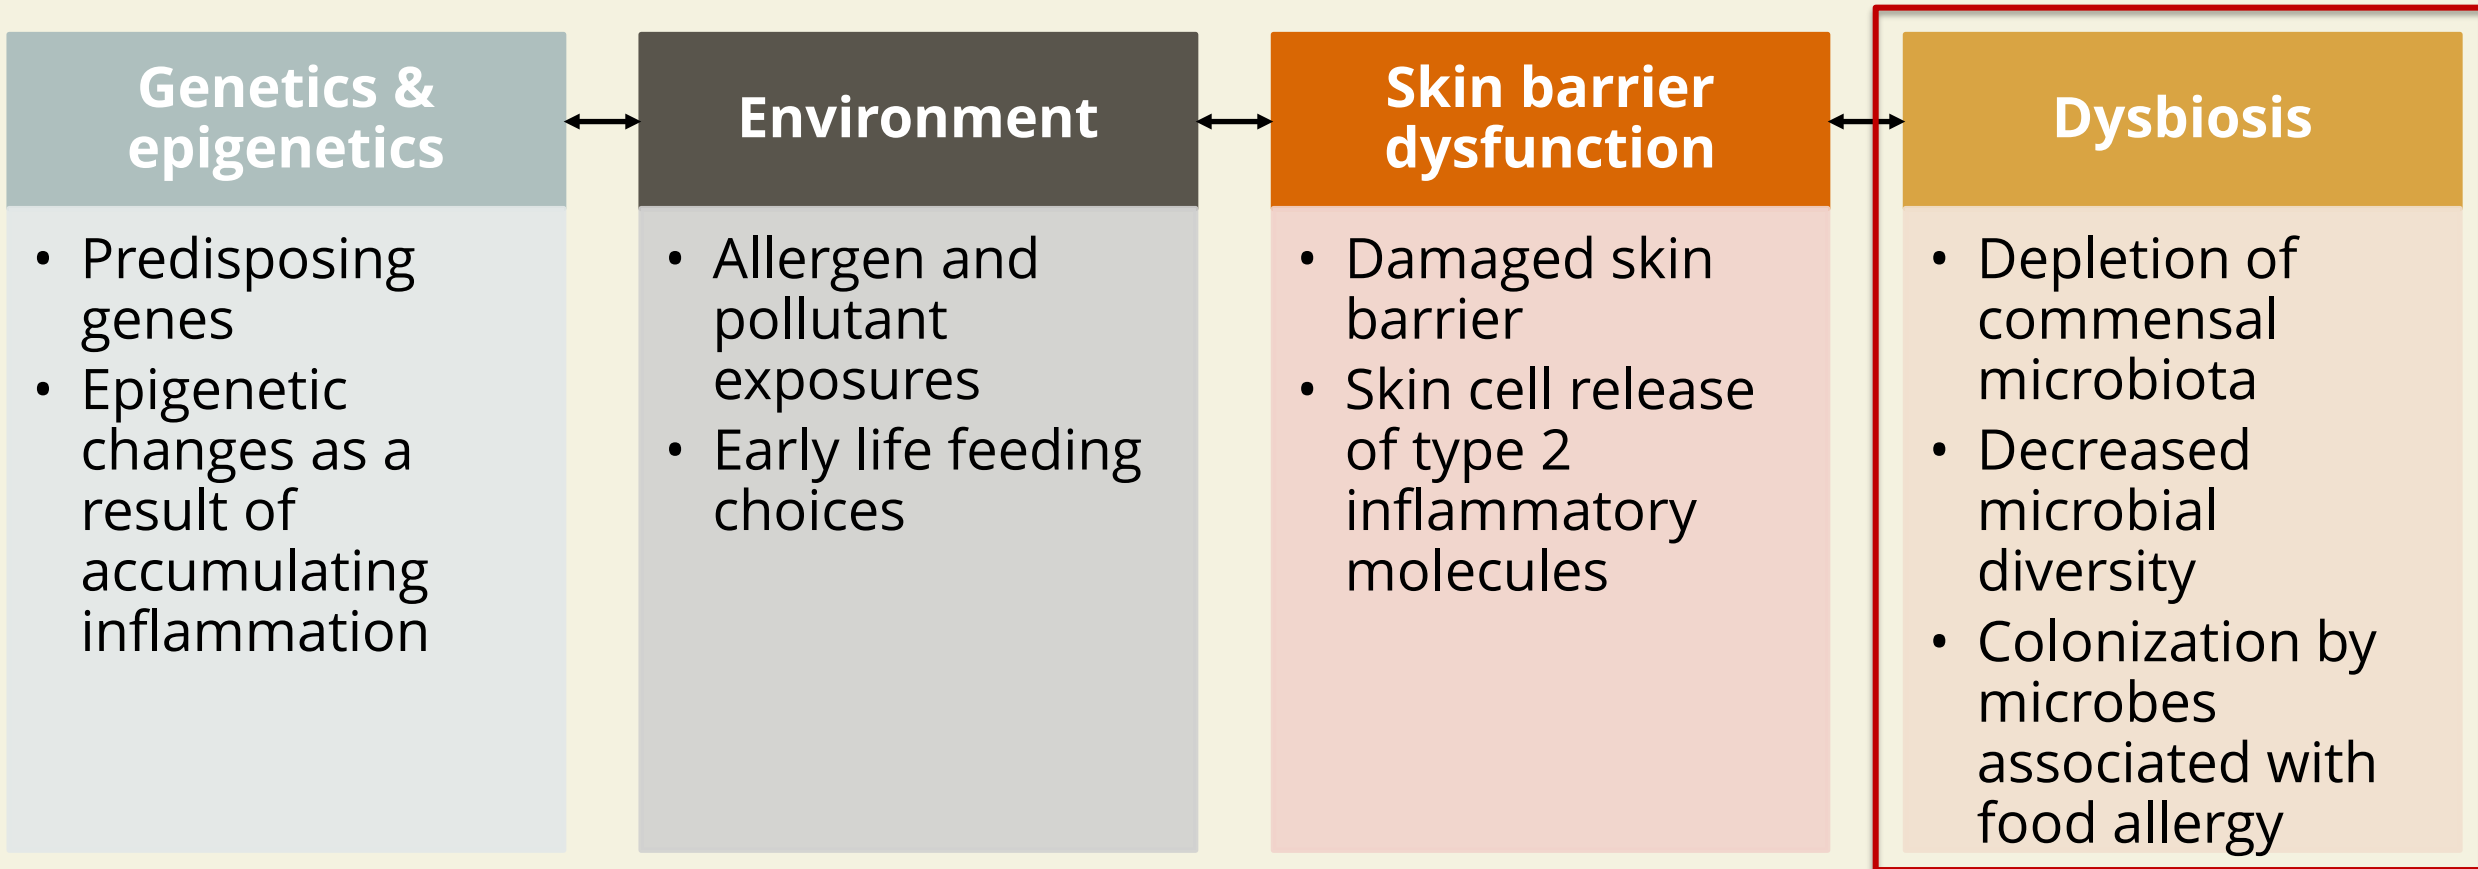 Genetics &
epigenetics
• Predisposing
genes
• Epigenetic
changes as a
result of
accumulating
inflammation
Environment
• Allergen and
pollutant
exposures
• Early life feeding
choices
Skin barrier
dysfunction
• Damaged skin
barrier
• Skin cell release
of type 2
inflammatory
molecules
Dysbiosis
• Depletion of
commensal
microbiota
• Decreased
microbial
diversity
• Colonization by
microbes
associated with
food allergy